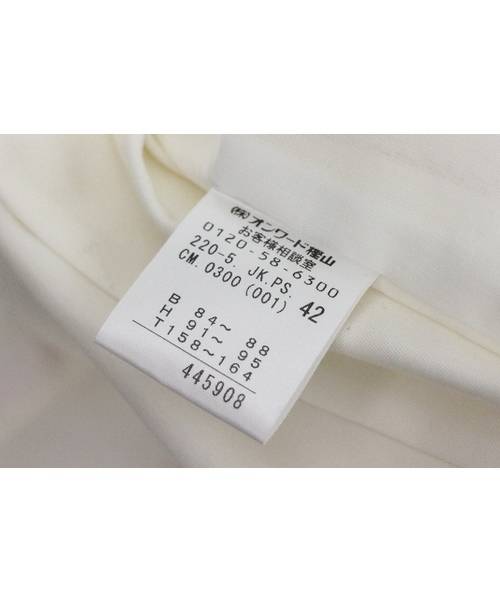 ㈱オンワード樫山
お客様相談室
0120-58-6300
220-5. JK.PS.
CM. 0300 (001) 42
B 84～ 88
H 91～ 95
T158～164
445908